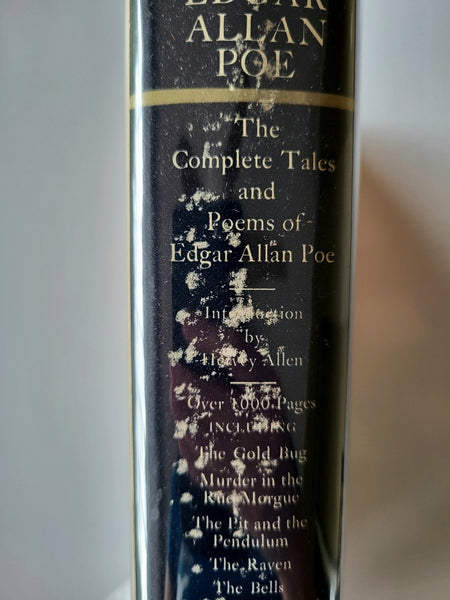 EDGAR
ALLAN
POE
The
Complete Tales
and
Poems of
Edgar Allan Poe
Introduction
by
Hervey Allen
Over 1000 Pages
INCLUDING
The Gold Bug
Murder in the
Rue Morgue
The Pit and the
Pendulum
The Raven
The Bells